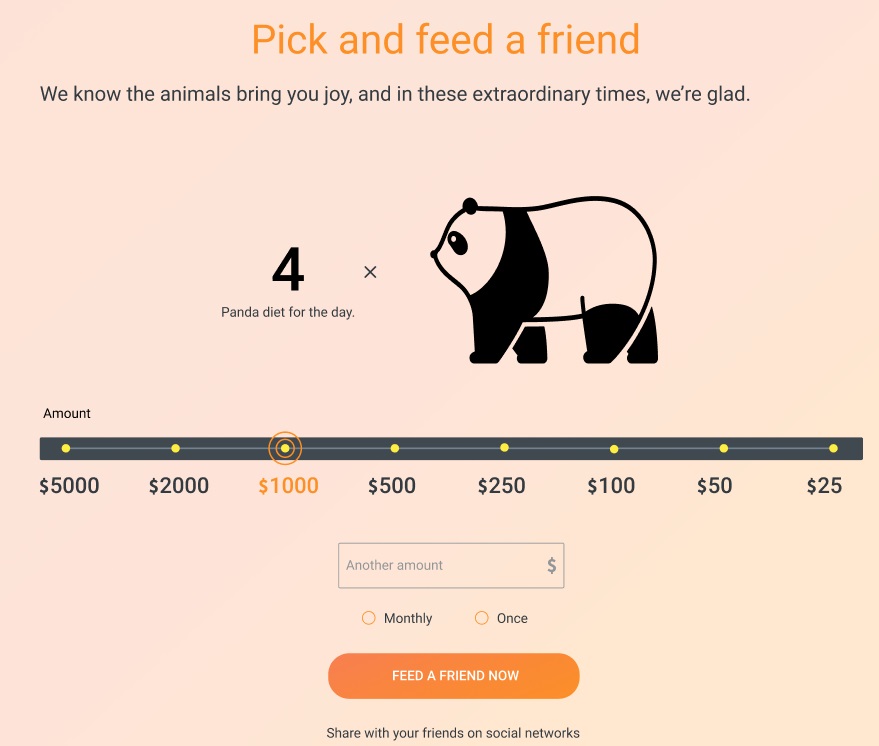 Pick and feed a friend
We know the animals bring you joy, and in these extraordinary times, we’re glad.
4 ×
Panda diet for the day.
Amount
$5000 $2000 $1000 $500 $250 $100 $50 $25
Another amount $
Monthly Once
FEED A FRIEND NOW
Share with your friends on social networks